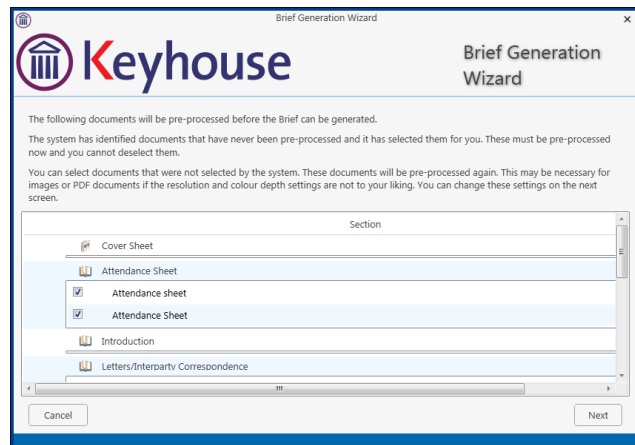 Brief Generation Wizard
Keyhouse
Brief Generation
Wizard
The following documents will be pre-processed before the Brief can be generated.
The system has identified documents that have never been pre-processed and it has selected them for you. These must be pre-processed
now and you cannot deselect them.
You can select documents that were not selected by the system. These documents will be pre-processed again. This may be necessary for
images or PDF documents if the resolution and colour depth settings are not to your liking. You can change these settings on the next
screen.
Section
Cover Sheet
Attendance Sheet
Attendance sheet
Attendance Sheet
Introduction
Letters/Interparty Correspondence
Cancel
Next